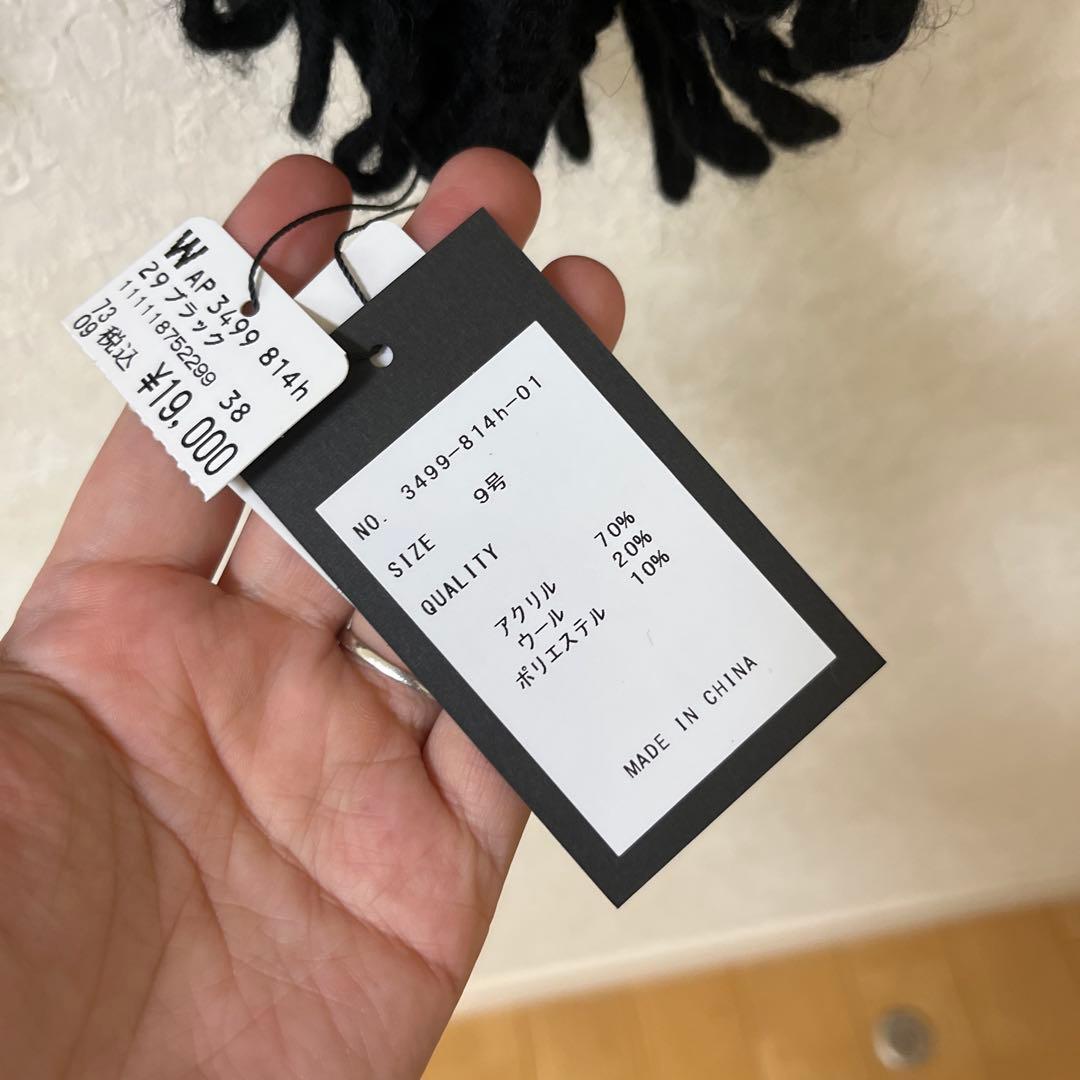 W AP 3499 814h
29 ブラック
111118752299 38
73 税込 ¥19,000
09
NO. 3499-814h-01
SIZE 9号
QUALITY
アクリル 70%
ウール 20%
ポリエステル 10%
MADE IN CHINA